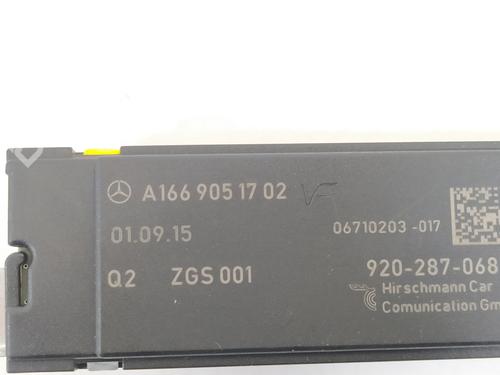 A166 905 17 02 VF
06710203 -017
01.09.15
920-287-068
Q2 ZGS 001
Hirschmann Car
Comunication Gm